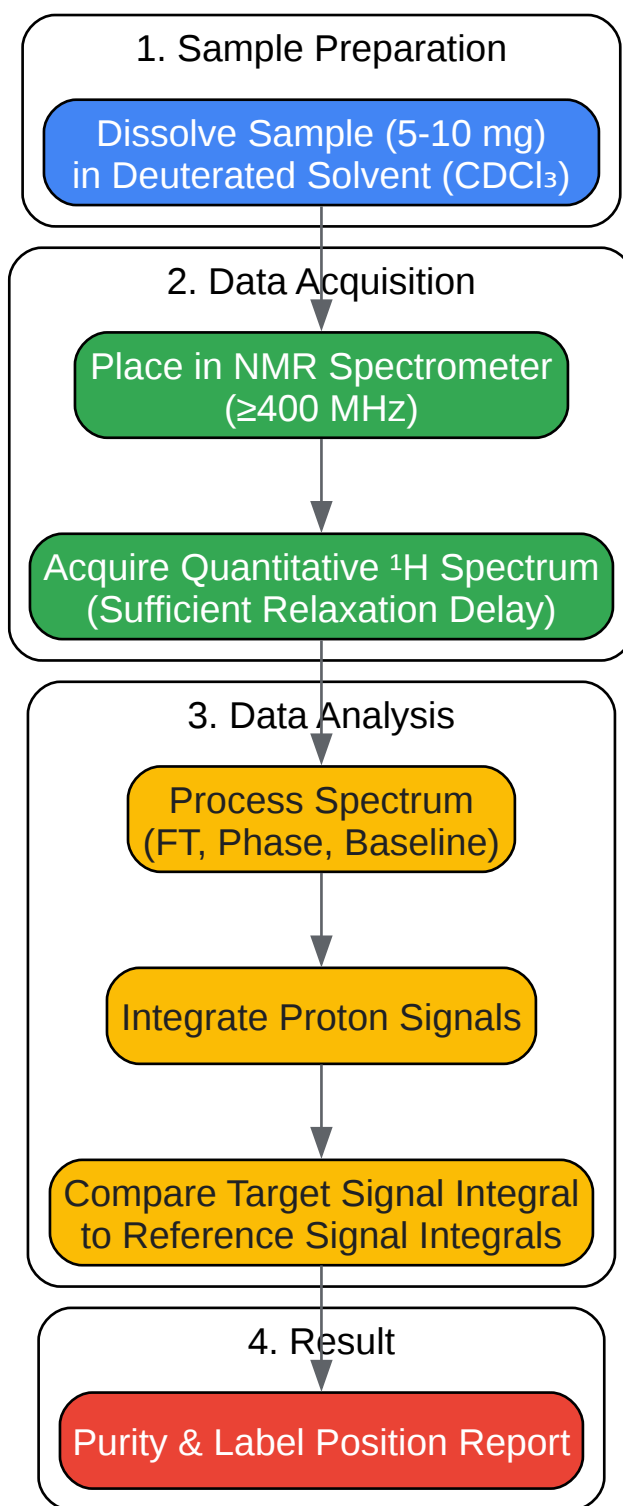 1. Sample Preparation
Dissolve Sample (5-10 mg)
in Deuterated Solvent (CDCl₃)
2. Data Acquisition
Place in NMR Spectrometer
(≥400 MHz)
Acquire Quantitative ¹H Spectrum
(Sufficient Relaxation Delay)
3. Data Analysis
Process Spectrum
(FT, Phase, Baseline)
Integrate Proton Signals
Compare Target Signal Integral
to Reference Signal Integrals
4. Result
Purity & Label Position Report